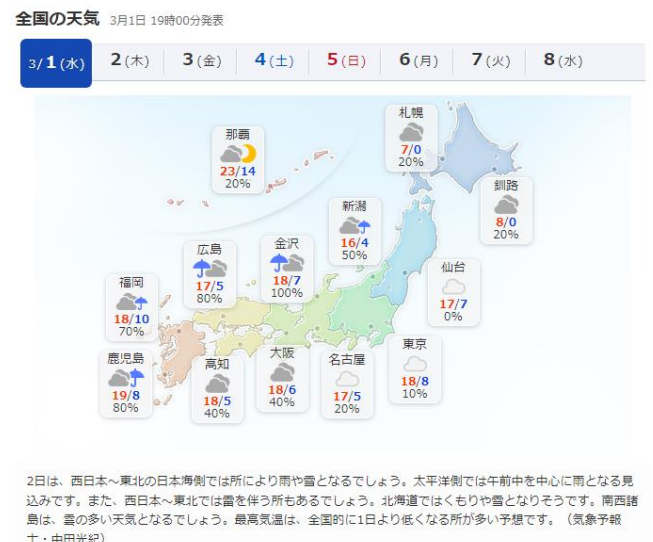 全国の天気 3月1日 19時00分発表
3/1(水) 2(木) 3(金) 4(土) 5(日) 6(月) 7(火) 8(水)
札幌
7/0
20%
那覇
23/14
20%
釧路
8/0
20%
新潟
16/4
50%
広島
17/5
80%
金沢
18/7
100%
仙台
17/7
0%
福岡
18/10
70%
鹿児島
19/8
80%
高知
18/5
40%
大阪
18/6
40%
名古屋
17/5
20%
東京
18/8
10%
2日は、西日本～東北の日本海側では所により雨や雪となるでしょう。太平洋側では午前中を中心に雨となる見
込みです。また、西日本～東北では雷を伴う所もあるでしょう。北海道ではくもりや雪となりそうです。南西諸
島は、雲の多い天気となるでしょう。最高気温は、全国的に1日より低くなる所が多い予想です。（気象予報
士・